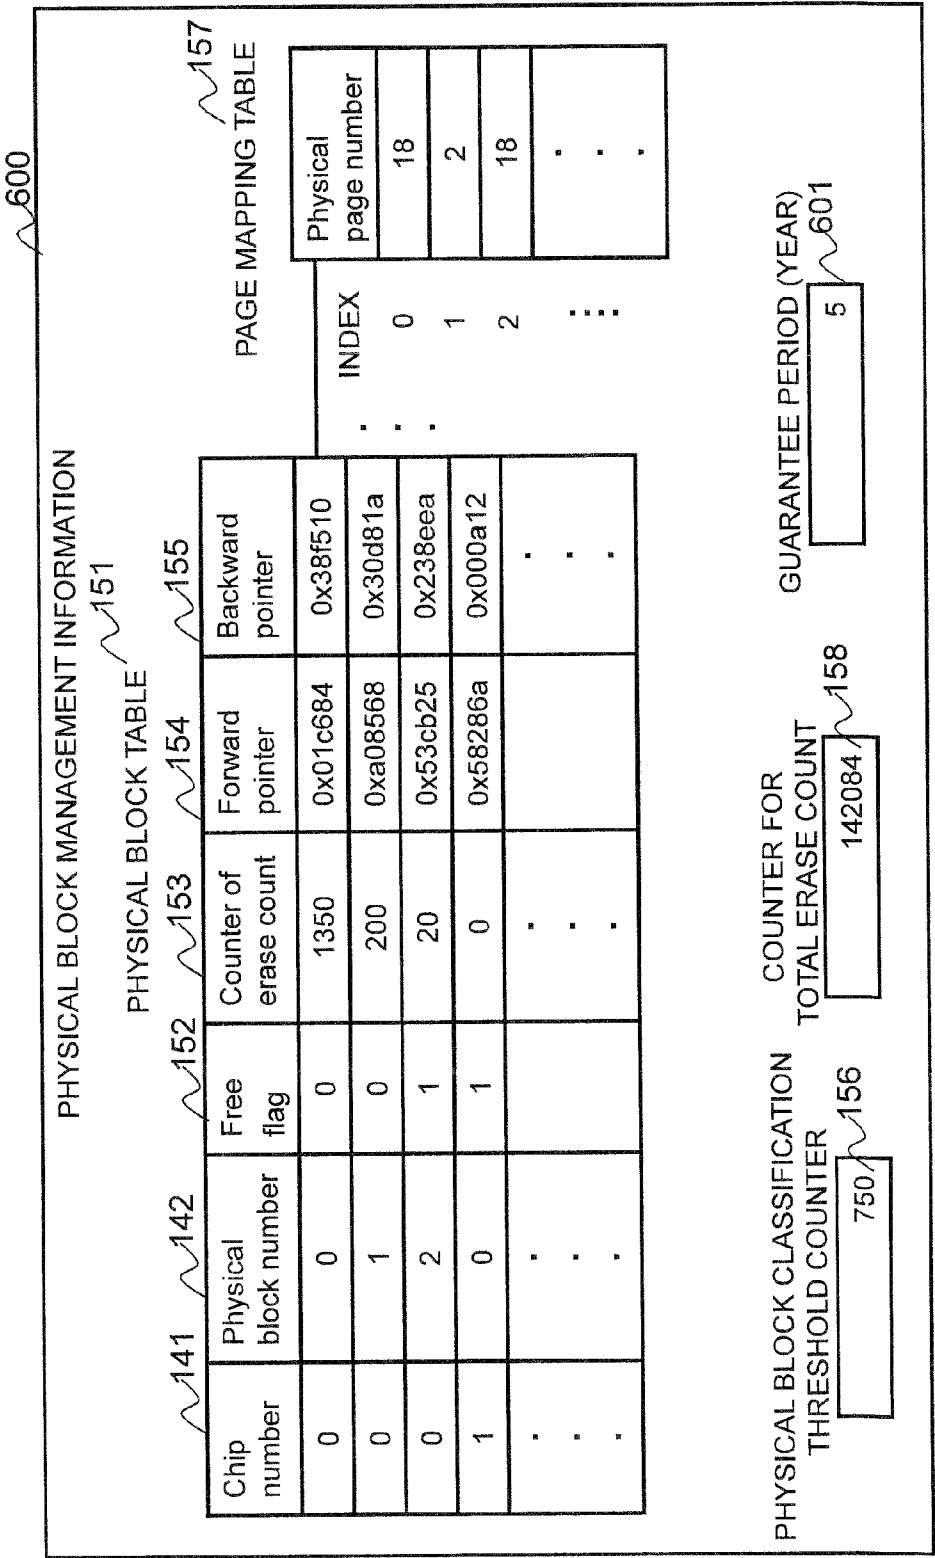 600
PHYSICAL BLOCK MANAGEMENT INFORMATION
PHYSICAL BLOCK TABLE 151
141 142 152 153 154 155
Chip number Physical block number Free flag Counter of erase count Forward pointer Backward pointer
0 0 0 1350 0x01c684 0x38f510
0 1 0 200 0xa08568 0x30d81a
0 2 1 20 0x53cb25 0x238eea
1 0 1 0 0x58286a 0x000a12
PAGE MAPPING TABLE 157
INDEX Physical page number
0 18
1 2
2 18
PHYSICAL BLOCK CLASSIFICATION
THRESHOLD COUNTER
750 156
COUNTER FOR
TOTAL ERASE COUNT
142084 158
GUARANTEE PERIOD (YEAR)
5 601